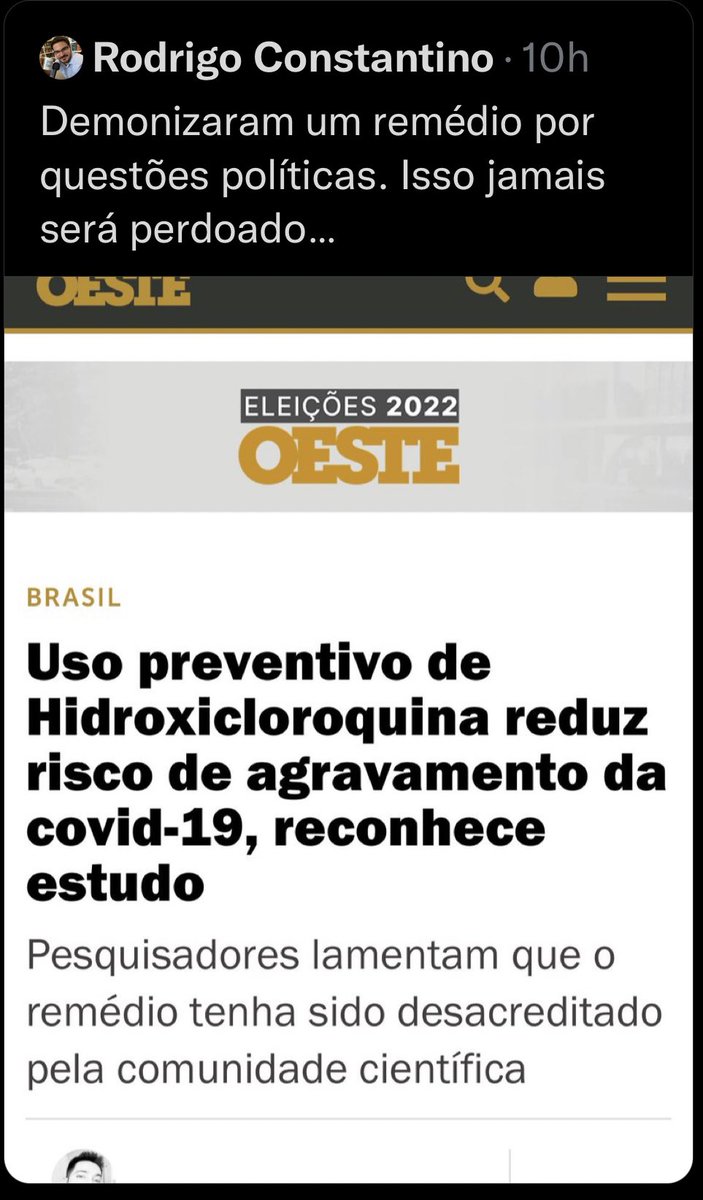 Rodrigo Constantino · 10h
Demonizaram um remédio por
questões políticas. Isso jamais
será perdoado...
OESTE
ELEIÇÕES 2022
OESTE
BRASIL
Uso preventivo de
Hidroxicloroquina reduz
risco de agravamento da
covid-19, reconhece
estudo
Pesquisadores lamentam que o
remédio tenha sido desacreditado
pela comunidade científica